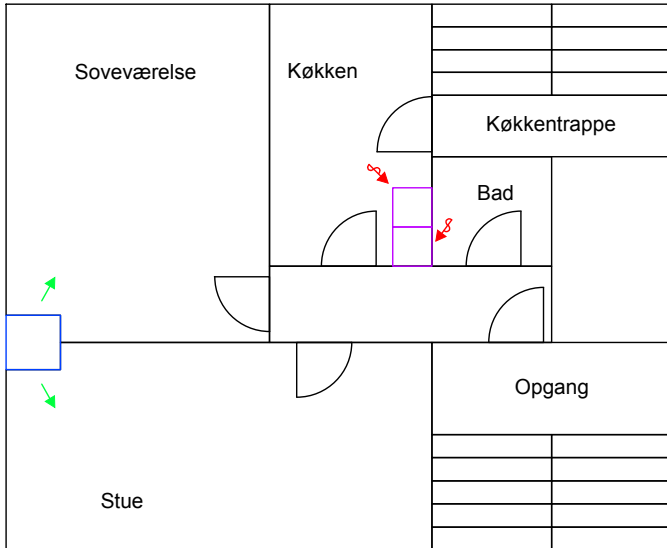 Soveværelse
Køkken
Køkkentrappe
Bad
Opgang
Stue